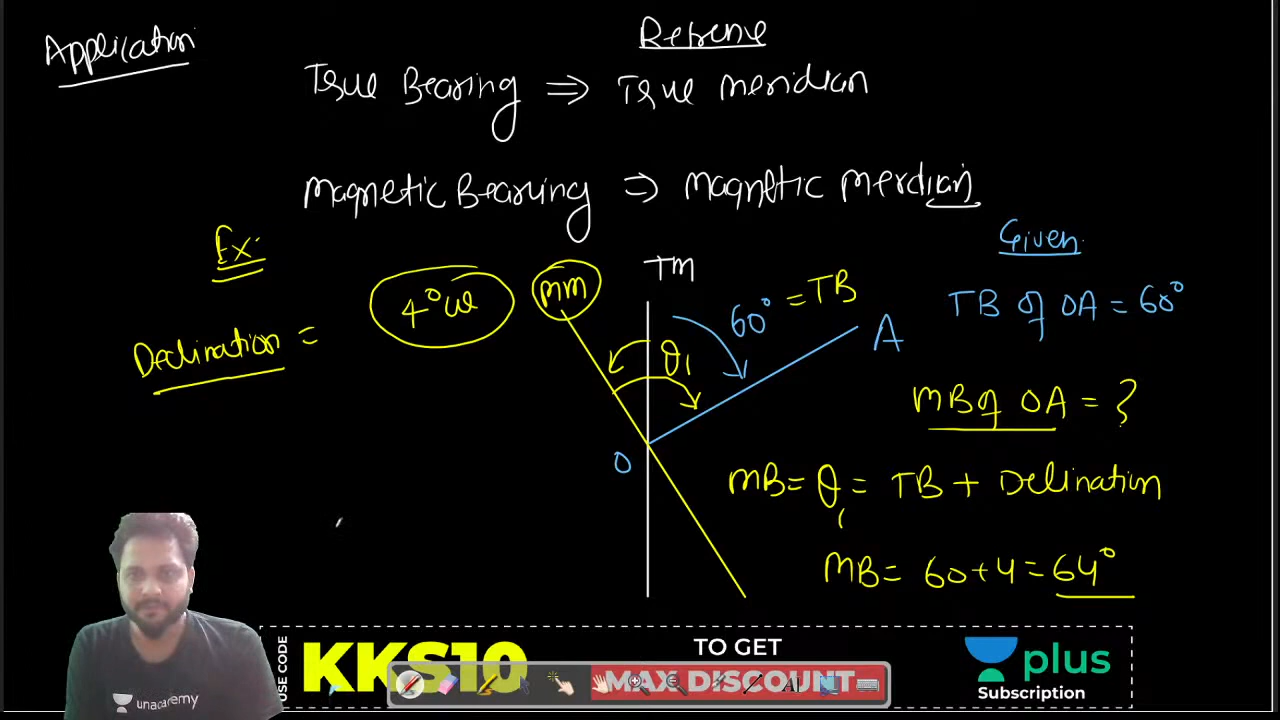 Application
Reference
True Bearing ⇒ True meridian
Magnetic Bearing ⇒ Magnetic Merdian
Ex:
Declination = 4°W
MM
TM
60° = TB
θ1
A
O
Given
TB of OA = 60°
MB of OA = ?
MB = θ1 = TB + Declination
MB = 60+4 = 64°
USE CODE
KKS10
TO GET
MAX DISCOUNT
plus
Subscription
unacademy